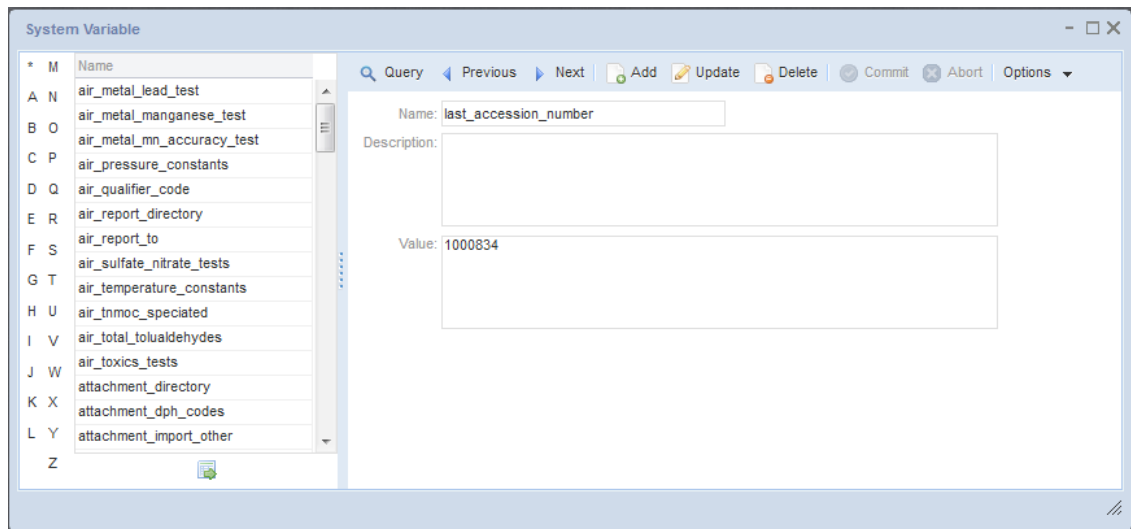 System Variable
* M
A N
B O
C P
D Q
E R
F S
G T
H U
I V
J W
K X
L Y
Z
Name
air_metal_lead_test
air_metal_manganese_test
air_metal_mn_accuracy_test
air_pressure_constants
air_qualifier_code
air_report_directory
air_report_to
air_sulfate_nitrate_tests
air_temperature_constants
air_tnmoc_speciated
air_total_tolualdehydes
air_toxics_tests
attachment_directory
attachment_dph_codes
attachment_import_other
Query Previous Next Add Update Delete Commit Abort Options
Name: last_accession_number
Description:
Value: 1000834